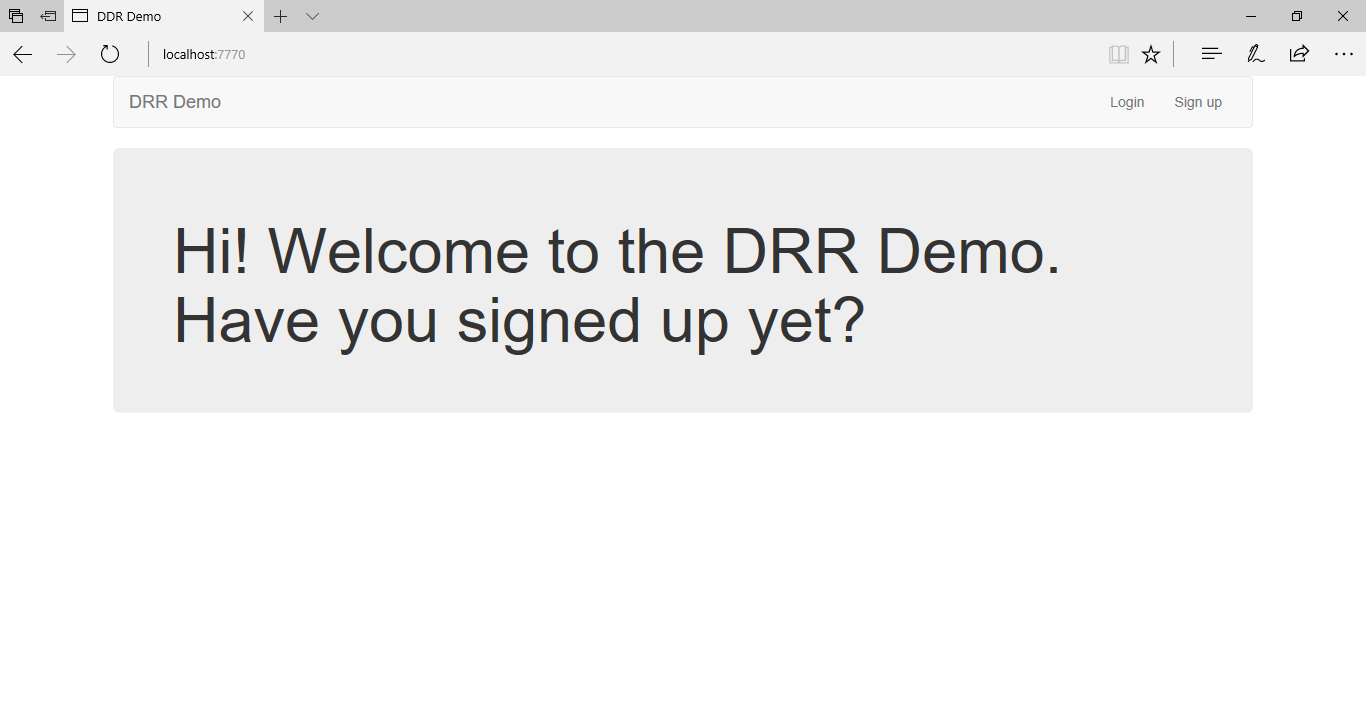 DDR Demo
localhost:7770
DRR Demo
Login
Sign up
Hi! Welcome to the DRR Demo.
Have you signed up yet?